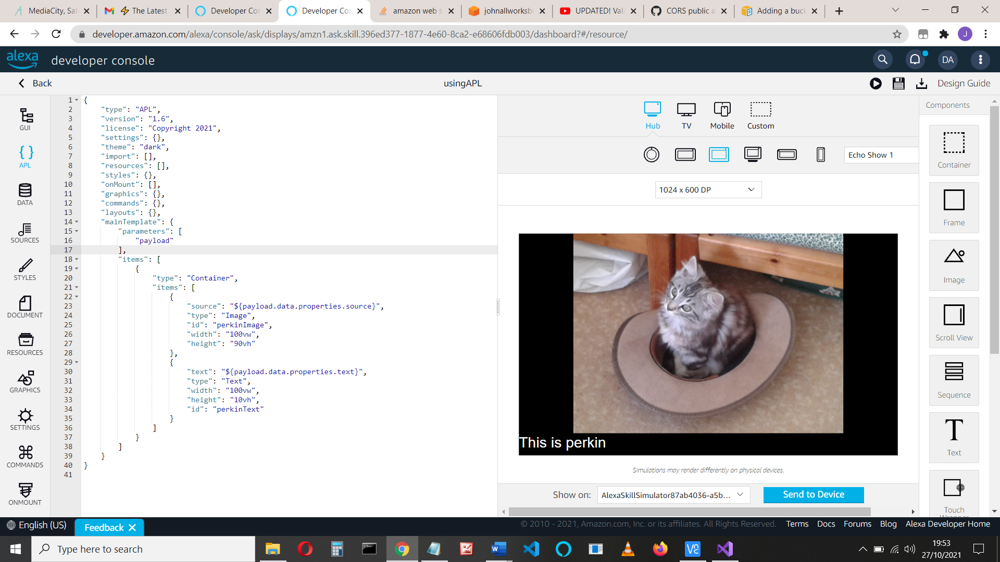 MediaCity, Sal
The Latest
Developer Con
Developer Con
amazon web s
johnallworksbu
UPDATED! Vali
CORS public a
Adding a buck
developer.amazon.com/alexa/console/ask/displays/amzn1.ask.skill.396ed377-1877-4e60-8ca2-e68606fdb003/dashboard?#/resource/
J
alexa developer console
DA
Back
usingAPL
Design Guide
GUI
APL
DATA
SOURCES
STYLES
DOCUMENT
RESOURCES
GRAPHICS
SETTINGS
COMMANDS
ONMOUNT
1 {
2 "type": "APL",
3 "version": "1.6",
4 "license": "Copyright 2021",
5 "settings": {},
6 "theme": "dark",
7 "import": [],
8 "resources": [],
9 "styles": {},
10 "onMount": [],
11 "graphics": {},
12 "commands": {},
13 "layouts": {},
14 "mainTemplate": {
15 "parameters": [
16 "payload"
17 ],
18 "items": [
19 {
20 "type": "Container",
21 "items": [
22 {
23 "source": "${payload.data.properties.source}",
24 "type": "Image",
25 "id": "perkinImage",
26 "width": "100vw",
27 "height": "90vh"
28 },
29 {
30 "text": "${payload.data.properties.text}",
31 "type": "Text",
32 "width": "100vw",
33 "height": "10vh",
34 "id": "perkinText"
35 }
36 ]
37 }
38 ]
39 }
40 }
41
Hub
TV
Mobile
Custom
Echo Show 1
1024 x 600 DP
This is perkin
Simulations may render differently on physical devices.
Show on:
AlexaSkillSimulator87ab4036-a5b...
Send to Device
Components
Container
Frame
Image
Scroll View
Sequence
Text
Touch
English (US)
Feedback
© 2010 - 2021, Amazon.com, Inc. or its affiliates. All Rights Reserved.
Terms
Docs
Forums
Blog
Alexa Developer Home
Type here to search
19:53
27/10/2021